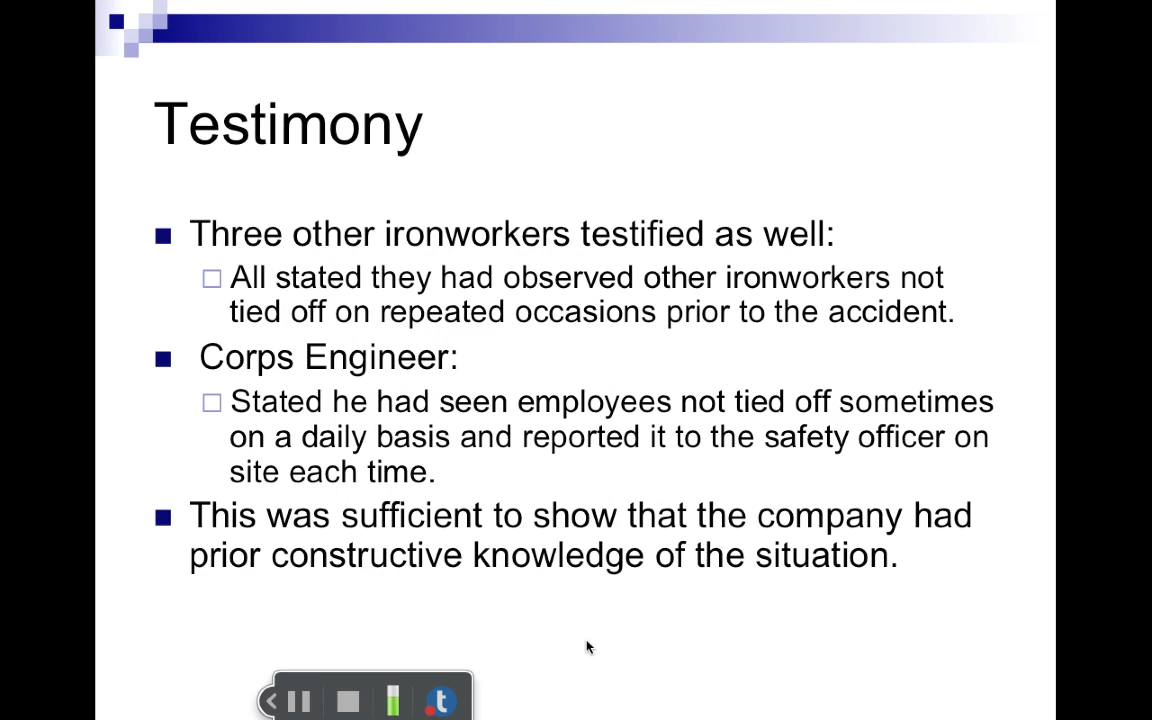 Testimony
Three other ironworkers testified as well:
All stated they had observed other ironworkers not
tied off on repeated occasions prior to the accident.
Corps Engineer:
Stated he had seen employees not tied off sometimes
on a daily basis and reported it to the safety officer on
site each time.
This was sufficient to show that the company had
prior constructive knowledge of the situation.
t